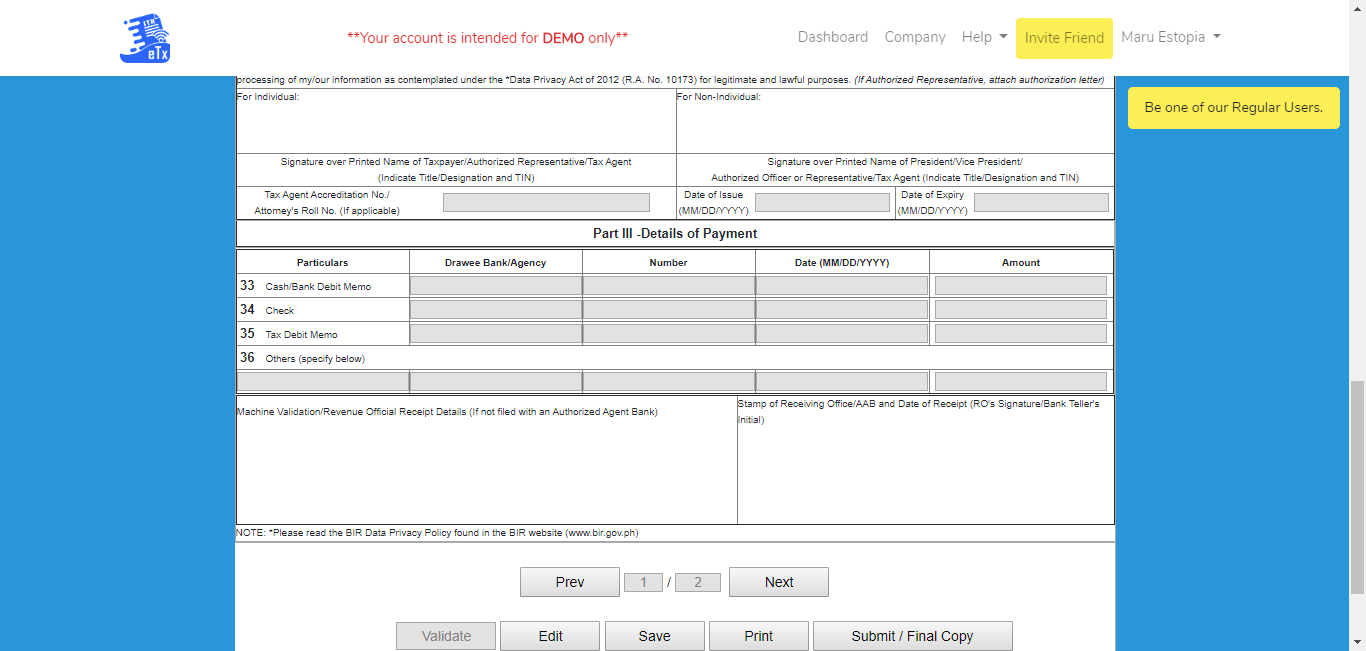 ITR
BTx
**Your account is intended for DEMO only**
Dashboard Company Help Invite Friend Maru Estopia
Be one of our Regular Users.
processing of my/our information as contemplated under the *Data Privacy Act of 2012 (R.A. No. 10173) for legitimate and lawful purposes. (If Authorized Representative, attach authorization letter)
For Individual:
For Non-Individual:
Signature over Printed Name of Taxpayer/Authorized Representative/Tax Agent
(Indicate Title/Designation and TIN)
Signature over Printed Name of President/Vice President/
Authorized Officer or Representative/Tax Agent (Indicate Title/Designation and TIN)
Tax Agent Accreditation No./
Attorney's Roll No. (If applicable)
Date of Issue
(MM/DD/YYYY)
Date of Expiry
(MM/DD/YYYY)
Part III -Details of Payment
Particulars Drawee Bank/Agency Number Date (MM/DD/YYYY) Amount
33 Cash/Bank Debit Memo
34 Check
35 Tax Debit Memo
36 Others (specify below)
Machine Validation/Revenue Official Receipt Details (If not filed with an Authorized Agent Bank)
Stamp of Receiving Office/AAB and Date of Receipt (RO's Signature/Bank Teller's
Initial)
NOTE: *Please read the BIR Data Privacy Policy found in the BIR website (www.bir.gov.ph)
Prev 1 / 2 Next
Validate Edit Save Print Submit / Final Copy